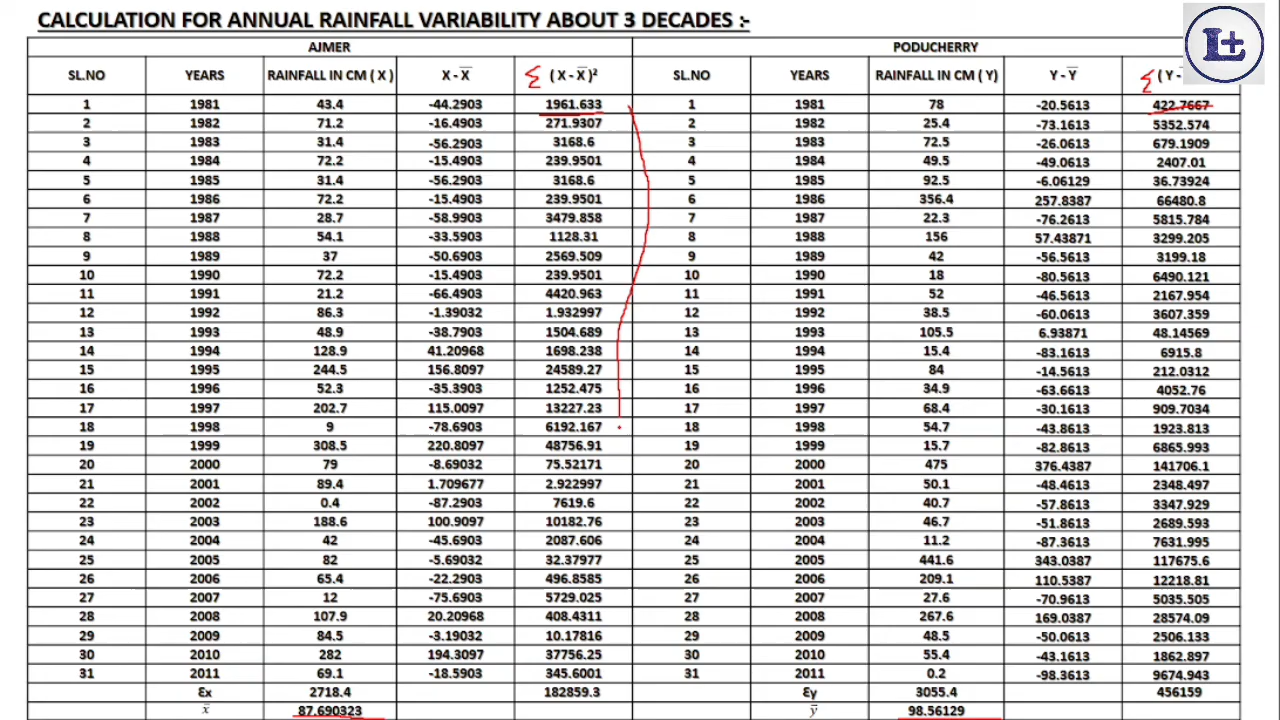 CALCULATION FOR ANNUAL RAINFALL VARIABILITY ABOUT 3 DECADES :-
Lt
AJMER PODUCHERRY
SL.NO YEARS RAINFALL IN CM ( X ) X - X̅ Σ ( X - X̅ )² SL.NO YEARS RAINFALL IN CM ( Y) Y - Y̅ Σ ( Y -
1 1981 43.4 -44.2903 1961.633 1 1981 78 -20.5613 422.7667
2 1982 71.2 -16.4903 271.9307 2 1982 25.4 -73.1613 5352.574
3 1983 31.4 -56.2903 3168.6 3 1983 72.5 -26.0613 679.1909
4 1984 72.2 -15.4903 239.9501 4 1984 49.5 -49.0613 2407.01
5 1985 31.4 -56.2903 3168.6 5 1985 92.5 -6.06129 36.73924
6 1986 72.2 -15.4903 239.9501 6 1986 356.4 257.8387 66480.8
7 1987 28.7 -58.9903 3479.858 7 1987 22.3 -76.2613 5815.784
8 1988 54.1 -33.5903 1128.31 8 1988 156 57.43871 3299.205
9 1989 37 -50.6903 2569.509 9 1989 42 -56.5613 3199.18
10 1990 72.2 -15.4903 239.9501 10 1990 18 -80.5613 6490.121
11 1991 21.2 -66.4903 4420.963 11 1991 52 -46.5613 2167.954
12 1992 86.3 -1.39032 1.932997 12 1992 38.5 -60.0613 3607.359
13 1993 48.9 -38.7903 1504.689 13 1993 105.5 6.93871 48.14569
14 1994 128.9 41.20968 1698.238 14 1994 15.4 -83.1613 6915.8
15 1995 244.5 156.8097 24589.27 15 1995 84 -14.5613 212.0312
16 1996 52.3 -35.3903 1252.475 16 1996 34.9 -63.6613 4052.76
17 1997 202.7 115.0097 13227.23 17 1997 68.4 -30.1613 909.7034
18 1998 9 -78.6903 6192.167 18 1998 54.7 -43.8613 1923.813
19 1999 308.5 220.8097 48756.91 19 1999 15.7 -82.8613 6865.993
20 2000 79 -8.69032 75.52171 20 2000 475 376.4387 141706.1
21 2001 89.4 1.709677 2.922997 21 2001 50.1 -48.4613 2348.497
22 2002 0.4 -87.2903 7619.6 22 2002 40.7 -57.8613 3347.929
23 2003 188.6 100.9097 10182.76 23 2003 46.7 -51.8613 2689.593
24 2004 42 -45.6903 2087.606 24 2004 11.2 -87.3613 7631.995
25 2005 82 -5.69032 32.37977 25 2005 441.6 343.0387 117675.6
26 2006 65.4 -22.2903 496.8585 26 2006 209.1 110.5387 12218.81
27 2007 12 -75.6903 5729.025 27 2007 27.6 -70.9613 5035.505
28 2008 107.9 20.20968 408.4311 28 2008 267.6 169.0387 28574.09
29 2009 84.5 -3.19032 10.17816 29 2009 48.5 -50.0613 2506.133
30 2010 282 194.3097 37756.25 30 2010 55.4 -43.1613 1862.897
31 2011 69.1 -18.5903 345.6001 31 2011 0.2 -98.3613 9674.943
Ɛx 2718.4 182859.3 Ɛy 3055.4 456159
x̅ 87.690323 y̅ 98.56129